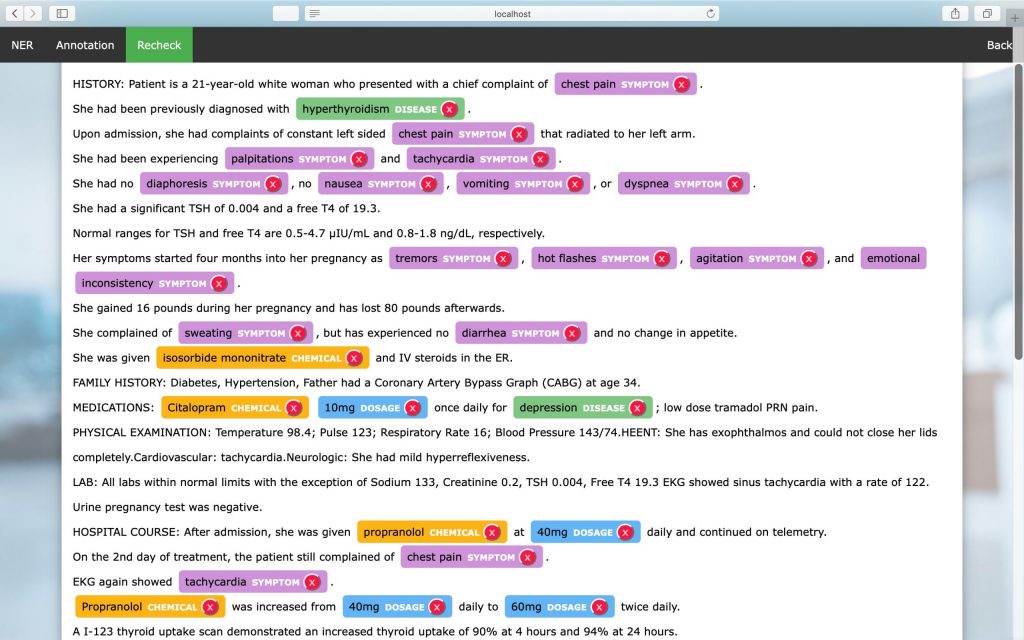 localhost
NER Annotation Recheck Back
HISTORY: Patient is a 21-year-old white woman who presented with a chief complaint of chest pain SYMPTOM X .
She had been previously diagnosed with hyperthyroidism DISEASE X .
Upon admission, she had complaints of constant left sided chest pain SYMPTOM X that radiated to her left arm.
She had been experiencing palpitations SYMPTOM X and tachycardia SYMPTOM X .
She had no diaphoresis SYMPTOM X , no nausea SYMPTOM X , vomiting SYMPTOM X , or dyspnea SYMPTOM X .
She had a significant TSH of 0.004 and a free T4 of 19.3.
Normal ranges for TSH and free T4 are 0.5-4.7 µIU/mL and 0.8-1.8 ng/dL, respectively.
Her symptoms started four months into her pregnancy as tremors SYMPTOM X , hot flashes SYMPTOM X , agitation SYMPTOM X , and emotional
inconsistency SYMPTOM X .
She gained 16 pounds during her pregnancy and has lost 80 pounds afterwards.
She complained of sweating SYMPTOM X , but has experienced no diarrhea SYMPTOM X and no change in appetite.
She was given isosorbide mononitrate CHEMICAL X and IV steroids in the ER.
FAMILY HISTORY: Diabetes, Hypertension, Father had a Coronary Artery Bypass Graph (CABG) at age 34.
MEDICATIONS: Citalopram CHEMICAL X 10mg DOSAGE X once daily for depression DISEASE X ; low dose tramadol PRN pain.
PHYSICAL EXAMINATION: Temperature 98.4; Pulse 123; Respiratory Rate 16; Blood Pressure 143/74.HEENT: She has exophthalmos and could not close her lids
completely.Cardiovascular: tachycardia.Neurologic: She had mild hyperreflexiveness.
LAB: All labs within normal limits with the exception of Sodium 133, Creatinine 0.2, TSH 0.004, Free T4 19.3 EKG showed sinus tachycardia with a rate of 122.
Urine pregnancy test was negative.
HOSPITAL COURSE: After admission, she was given propranolol CHEMICAL X at 40mg DOSAGE X daily and continued on telemetry.
On the 2nd day of treatment, the patient still complained of chest pain SYMPTOM X .
EKG again showed tachycardia SYMPTOM X .
Propranolol CHEMICAL X was increased from 40mg DOSAGE X daily to 60mg DOSAGE X twice daily.
A I-123 thyroid uptake scan demonstrated an increased thyroid uptake of 90% at 4 hours and 94% at 24 hours.